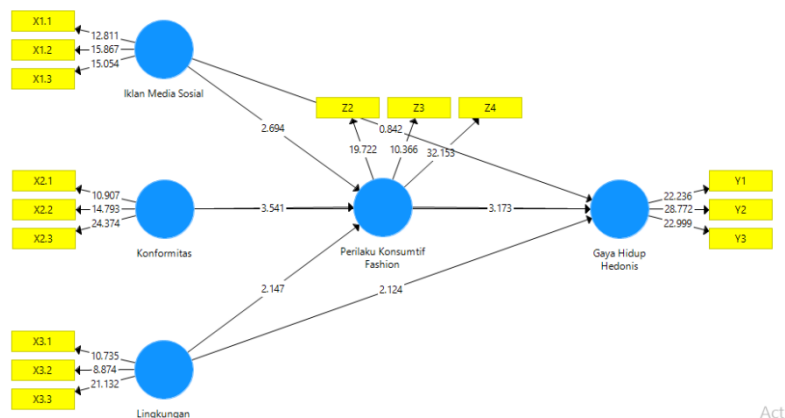 X1.1
12.811
X1.2
15.867
15.054
X1.3
Iklan Media Sosial
Z2
Z3
Z4
2.694
0.842
19.722
10.366
32.153
X2.1
10.907
X2.2
14.793
24.374
X2.3
Konformitas
3.541
Perilaku Konsumtif
Fashion
3.173
22.236
Y1
28.772
Y2
22.999
Y3
Gaya Hidup
Hedonis
2.147
2.124
X3.1
10.735
X3.2
8.874
21.132
X3.3
Lingkungan
Act